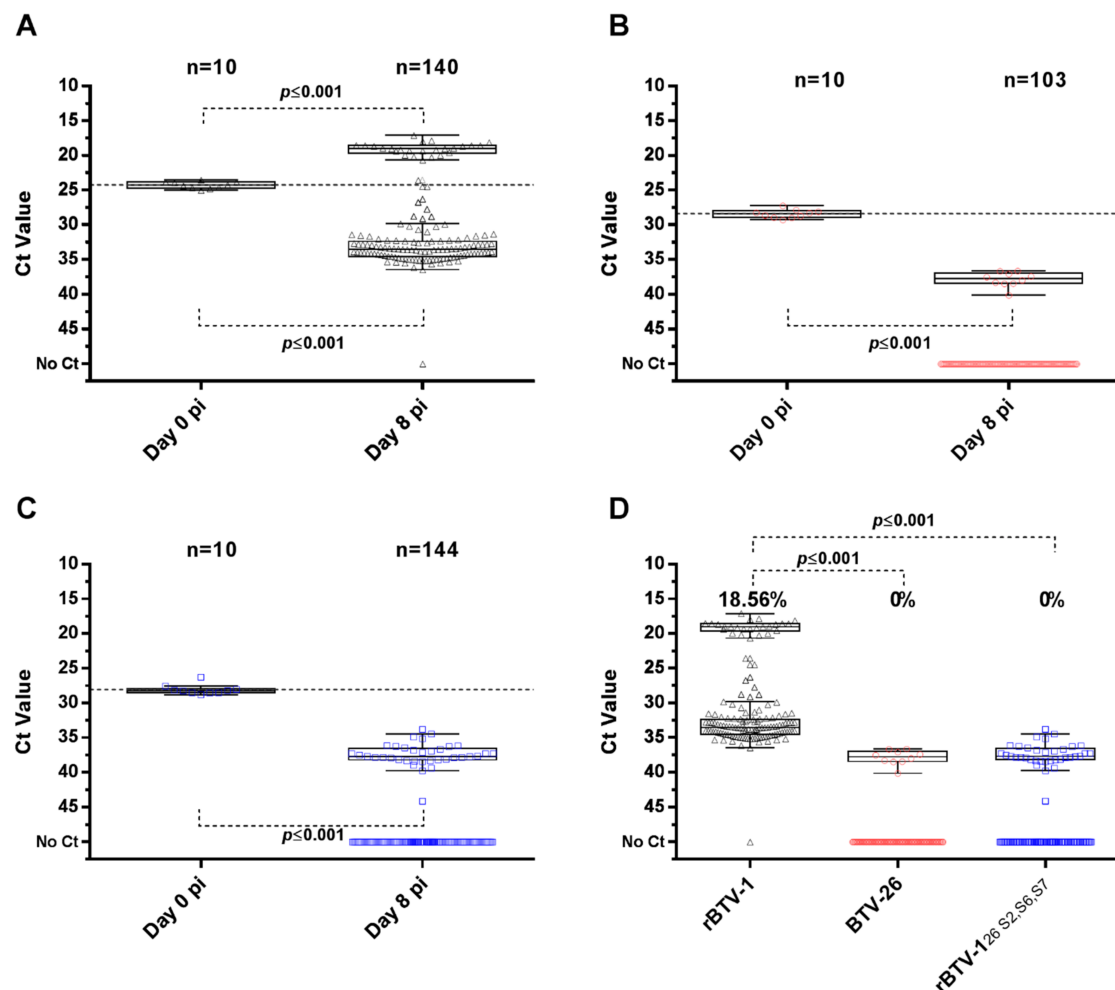 A
n=10 n=140
p≤0.001
10
15
20
25
30
35
40
45
No Ct
Ct Value
p≤0.001
Day 0 pi Day 8 pi
B
n=10 n=103
10
15
20
25
30
35
40
45
No Ct
Ct Value
p≤0.001
Day 0 pi Day 8 pi
C
n=10 n=144
10
15
20
25
30
35
40
45
No Ct
Ct Value
p≤0.001
Day 0 pi Day 8 pi
D
p≤0.001
p≤0.001
18.56% 0% 0%
10
15
20
25
30
35
40
45
No Ct
Ct Value
rBTV-1 BTV-26 rBTV-126 S2,S6,S7